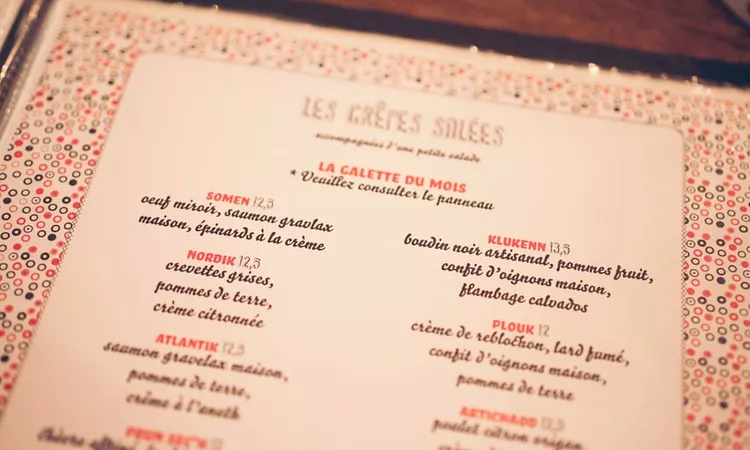 LES CRÊPES SALÉES
accompagnées d'une petite salade
LA GALETTE DU MOIS
* Veuillez consulter le panneau
SOMEN 12,5
oeuf miroir, saumon gravlax
maison, épinards à la crème
NORDIK 12,5
crevettes grises,
pommes de terre,
crème citronnée
ATLANTIK 12,5
saumon gravelax maison,
pommes de terre,
crème à l'aneth
KLUKENN 13,5
boudin noir artisanal, pommes fruit,
confit d'oignons maison,
flambage calvados
PLOUK 12
crème de reblochon, lard fumé,
confit d'oignons maison,
pommes de terre
ARTICHAUD 12,5
poulet citron origan